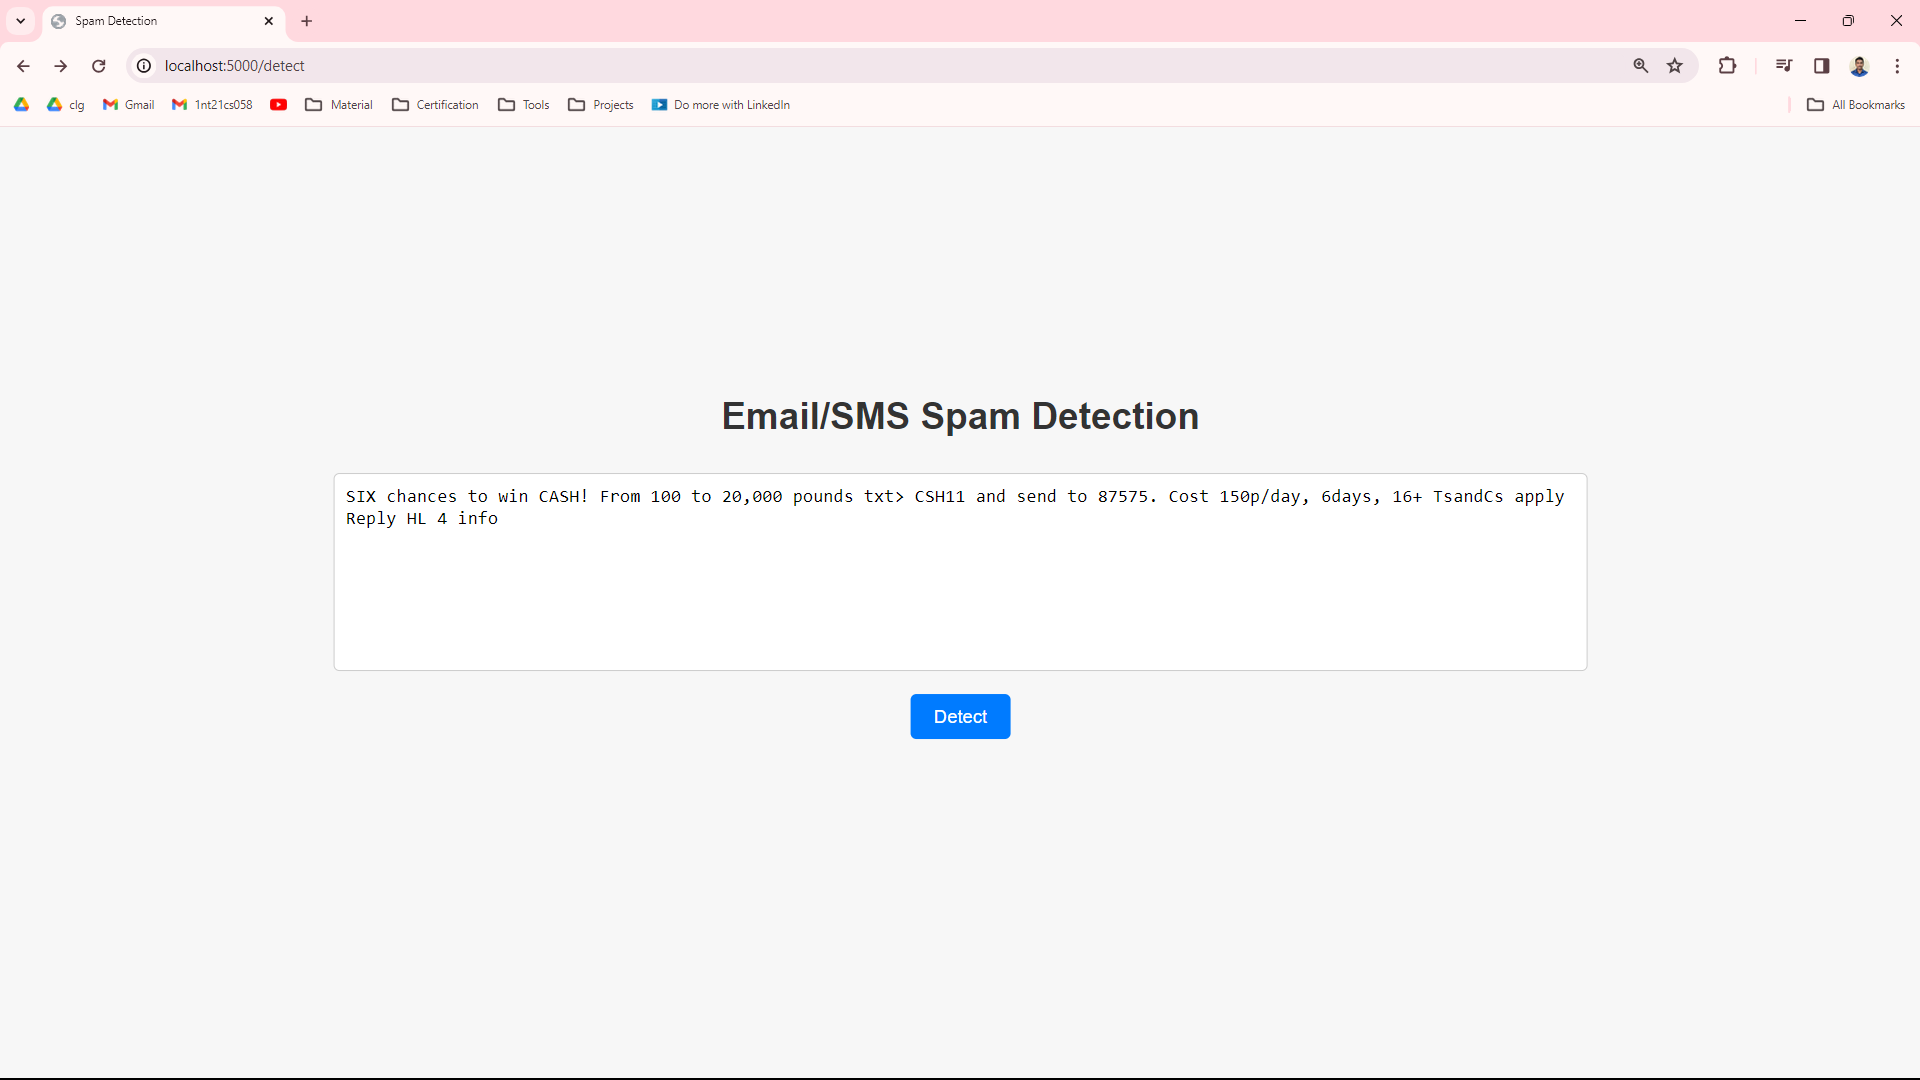 Spam Detection
localhost:5000/detect
clg
Gmail
1nt21cs058
Material
Certification
Tools
Projects
Do more with LinkedIn
All Bookmarks
Email/SMS Spam Detection
SIX chances to win CASH! From 100 to 20,000 pounds txt> CSH11 and send to 87575. Cost 150p/day, 6days, 16+ TsandCs apply
Reply HL 4 info
Detect